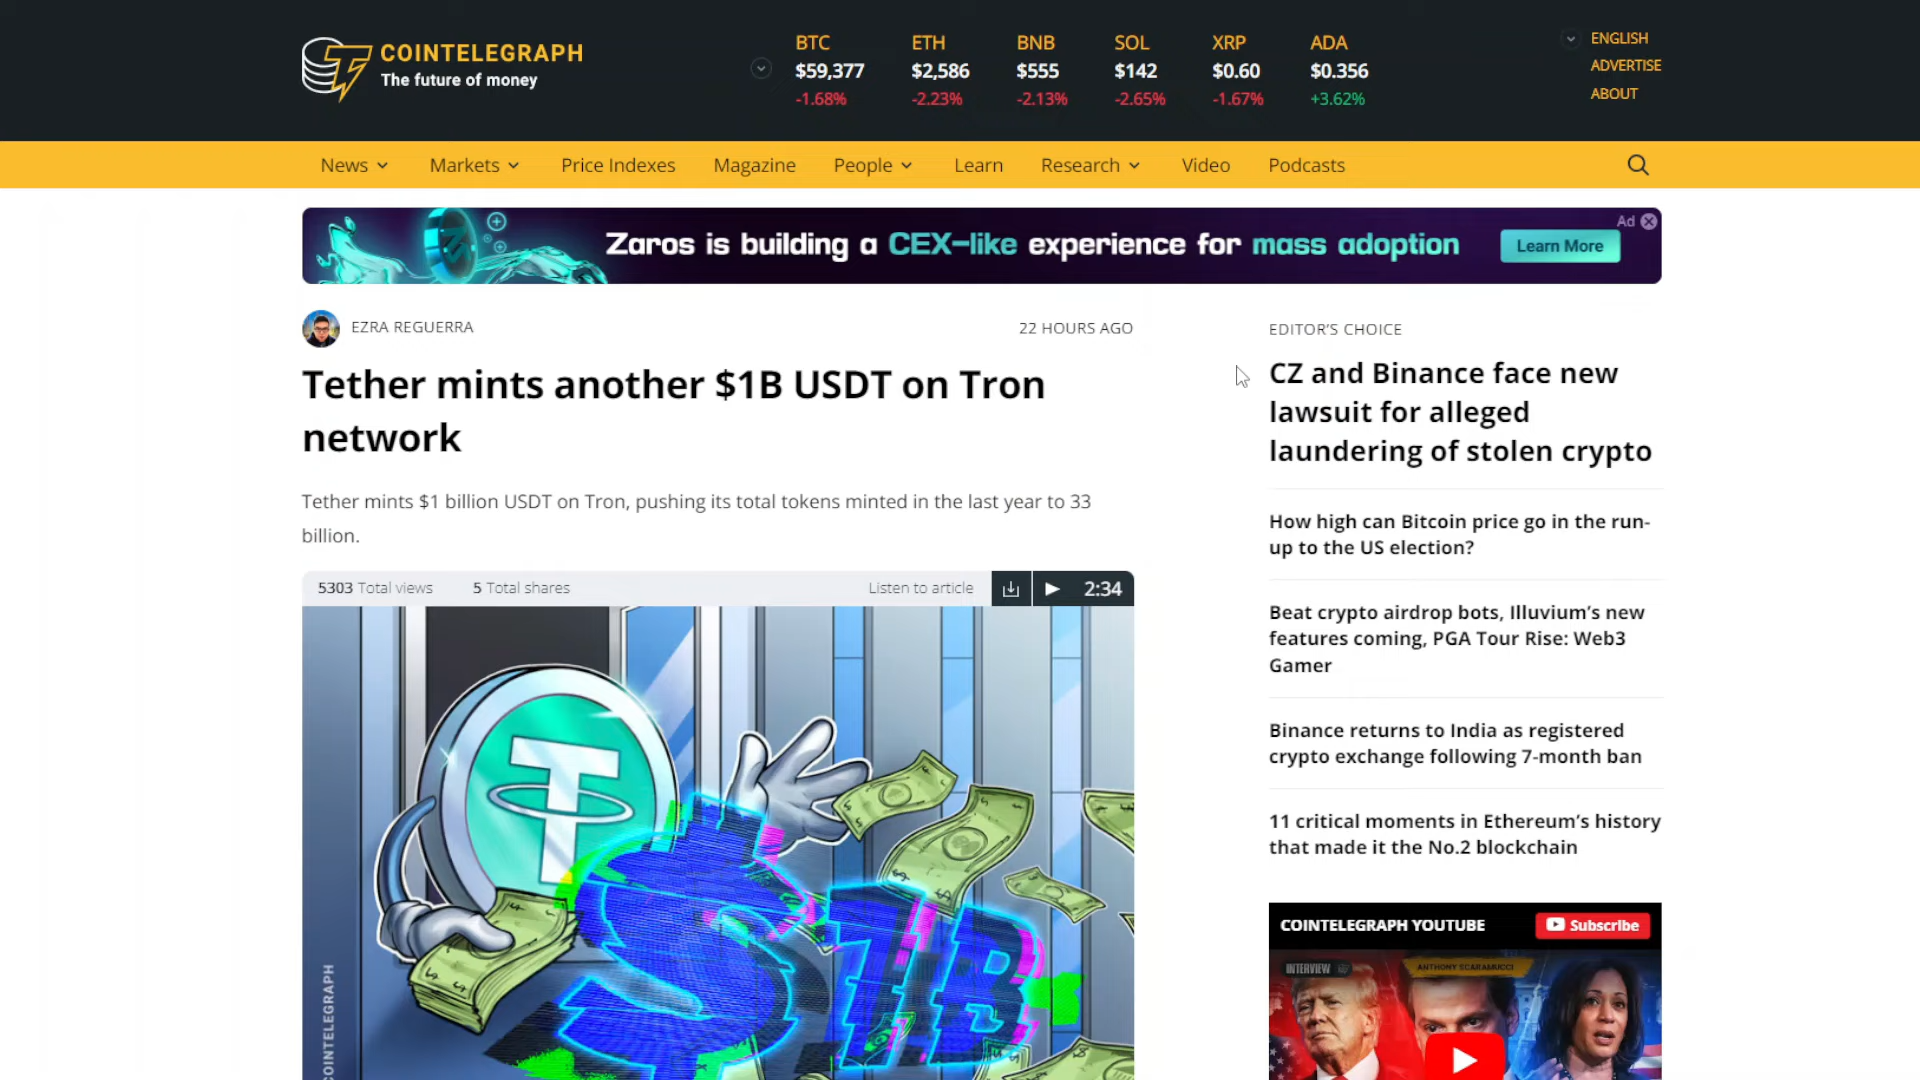 COINTELEGRAPH
The future of money
BTC
$59,377
-1.68%
ETH
$2,586
-2.23%
BNB
$555
-2.13%
SOL
$142
-2.65%
XRP
$0.60
-1.67%
ADA
$0.356
+3.62%
ENGLISH
ADVERTISE
ABOUT
News
Markets
Price Indexes
Magazine
People
Learn
Research
Video
Podcasts
Zaros is building a CEX-like experience for mass adoption
Learn More
Ad
EZRA REGUERRA
22 HOURS AGO
Tether mints another $1B USDT on Tron
network
Tether mints $1 billion USDT on Tron, pushing its total tokens minted in the last year to 33
billion.
5303 Total views
5 Total shares
Listen to article
2:34
$1B
COINTELEGRAPH
EDITOR’S CHOICE
CZ and Binance face new
lawsuit for alleged
laundering of stolen crypto
How high can Bitcoin price go in the run-
up to the US election?
Beat crypto airdrop bots, Illuvium’s new
features coming, PGA Tour Rise: Web3
Gamer
Binance returns to India as registered
crypto exchange following 7-month ban
11 critical moments in Ethereum’s history
that made it the No.2 blockchain
COINTELEGRAPH YOUTUBE
Subscribe
INTERVIEW
ANTHONY SCARAMUCCI